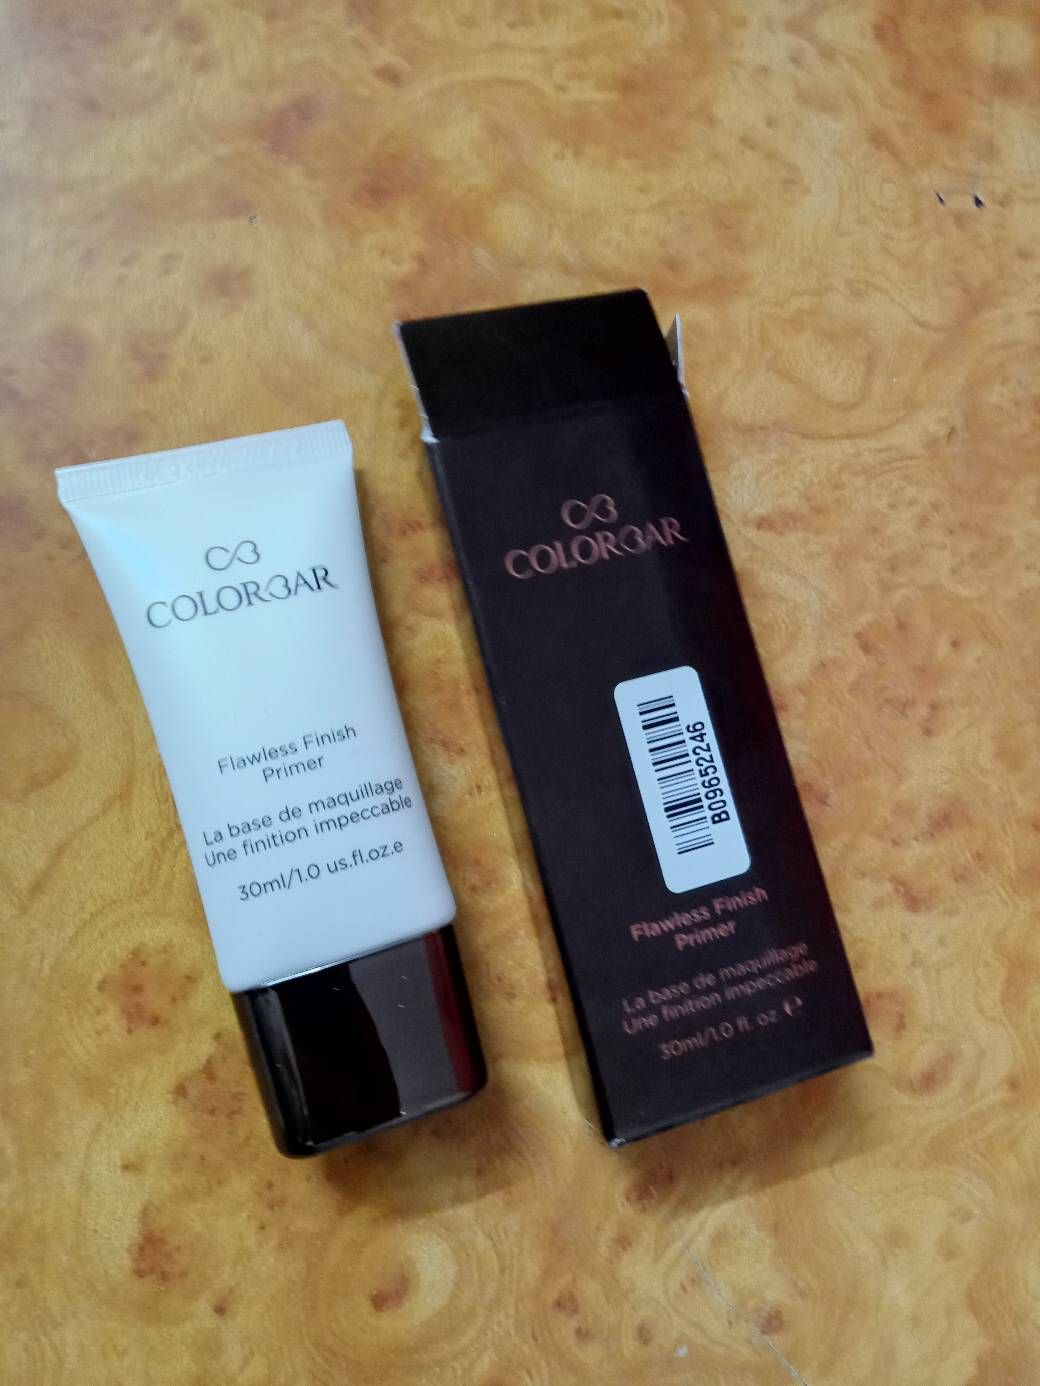 COLORBAR
Flawless Finish
Primer
La base de maquillage
Une finition impeccable
30ml/1.0 us.fl.oz.e
COLORBAR
B09652246
Flawless Finish
Primer
La base de maquillage
Une finition impeccable
30ml/1.0 fl. oz. e